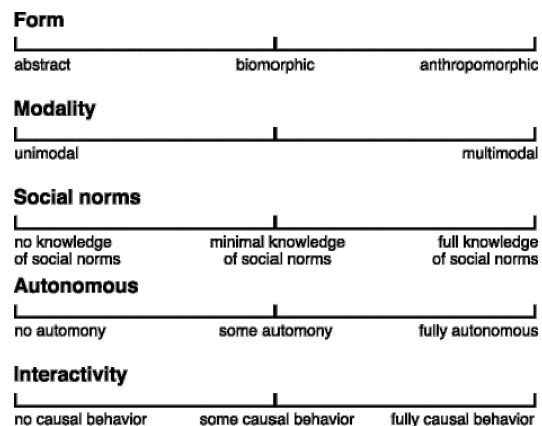 Form
abstract biomorphic anthropomorphic
Modality
unimodal multimodal
Social norms
no knowledge minimal knowledge full knowledge
of social norms of social norms of social norms
Autonomous
no automony some automony fully autonomous
Interactivity
no causal behavior some causal behavior fully causal behavior